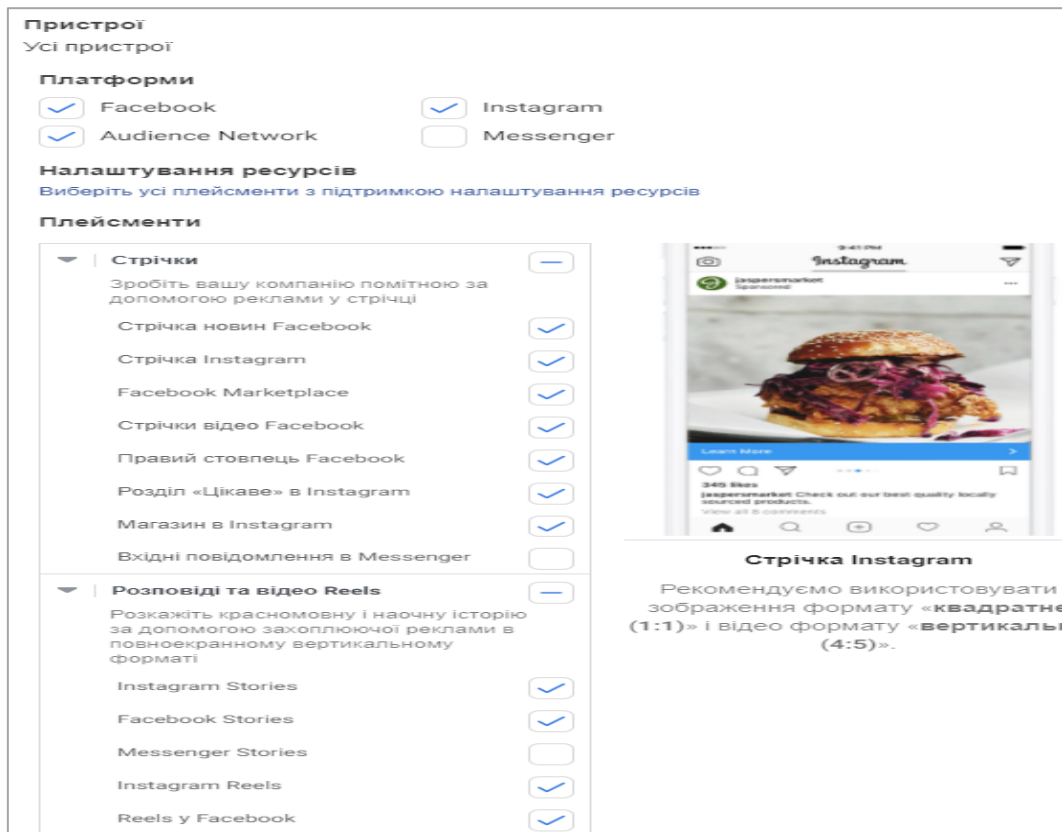 Пристрої
Усі пристрої
Платформи
Facebook
Instagram
Audience Network
Messenger
Налаштування ресурсів
Виберіть усі плейсменти з підтримкою налаштування ресурсів
Плейсменти
Стрічки
Зробіть вашу компанію помітною за
допомогою реклами у стрічці
Стрічка новин Facebook
Стрічка Instagram
Facebook Marketplace
Стрічки відео Facebook
Правий стовпець Facebook
Розділ «Цікаве» в Instagram
Магазин в Instagram
Вхідні повідомлення в Messenger
Розповіді та відео Reels
Розкажіть красномовну і наочну історію
за допомогою захоплюючої реклами в
повноекранному вертикальному
форматі
Instagram Stories
Facebook Stories
Messenger Stories
Instagram Reels
Reels у Facebook
9:41 PM
Instagram
jaspersmarket
Sponsored
Learn More
345 likes
jaspersmarket Check out our best quality locally
sourced products.
View all 8 comments
Стрічка Instagram
Рекомендуємо використовувати
зображення формату «квадратне
(1:1)» і відео формату «вертикальн
(4:5)».